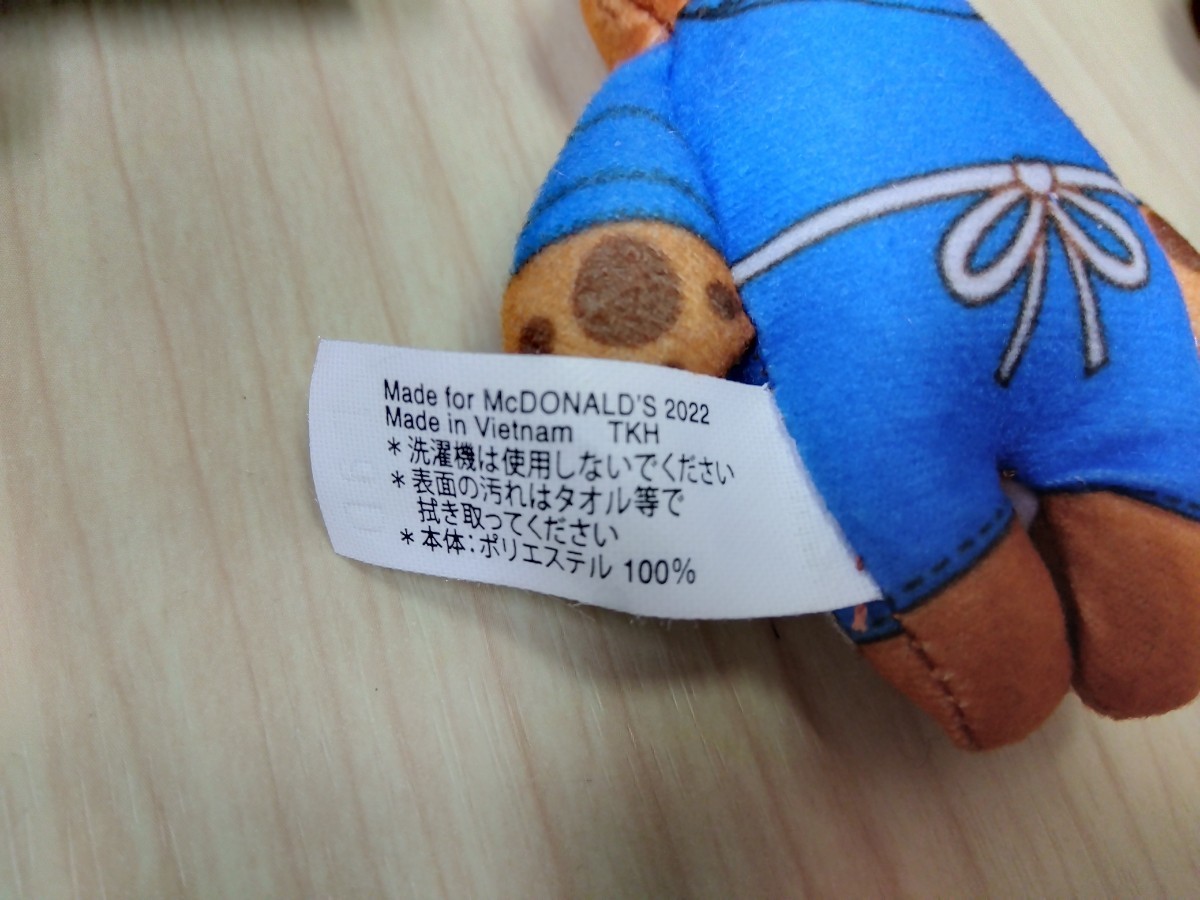 Made for McDONALD'S 2022
Made in Vietnam TKH
*洗濯機は使用しないでください
*表面の汚れはタオル等で
拭き取ってください
*本体:ポリエステル 100%